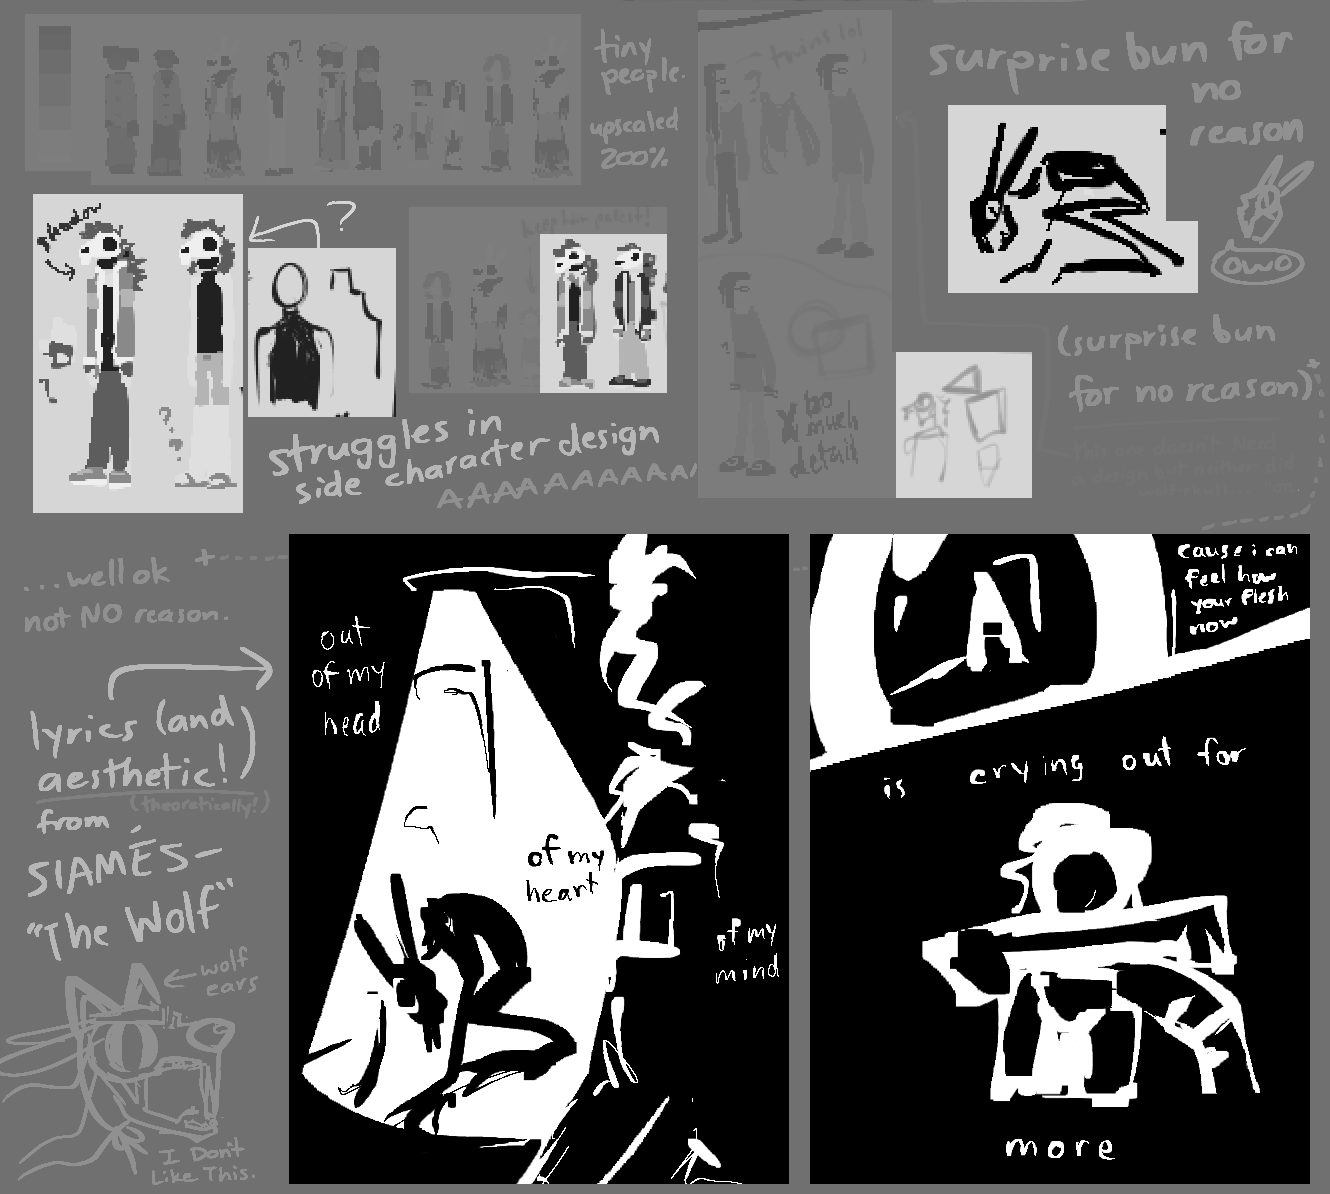 tiny
people.
upscaled
200%
twins lol
surprise bun for
no
reason
owo
(surprise bun
for no reason)
shadow
?
struggles in
side character design
AAAAAAAAAA
X too
much
detail
...well ok
not NO reason.
lyrics (and
aesthetic!)
(theoretically!)
from
SIAMÉS-
"The Wolf"
wolf
ears
I Don't
Like This.
out
of my
head
of my
heart
of my
mind
Cause i can
feel how
your flesh
now
is crying out for
more